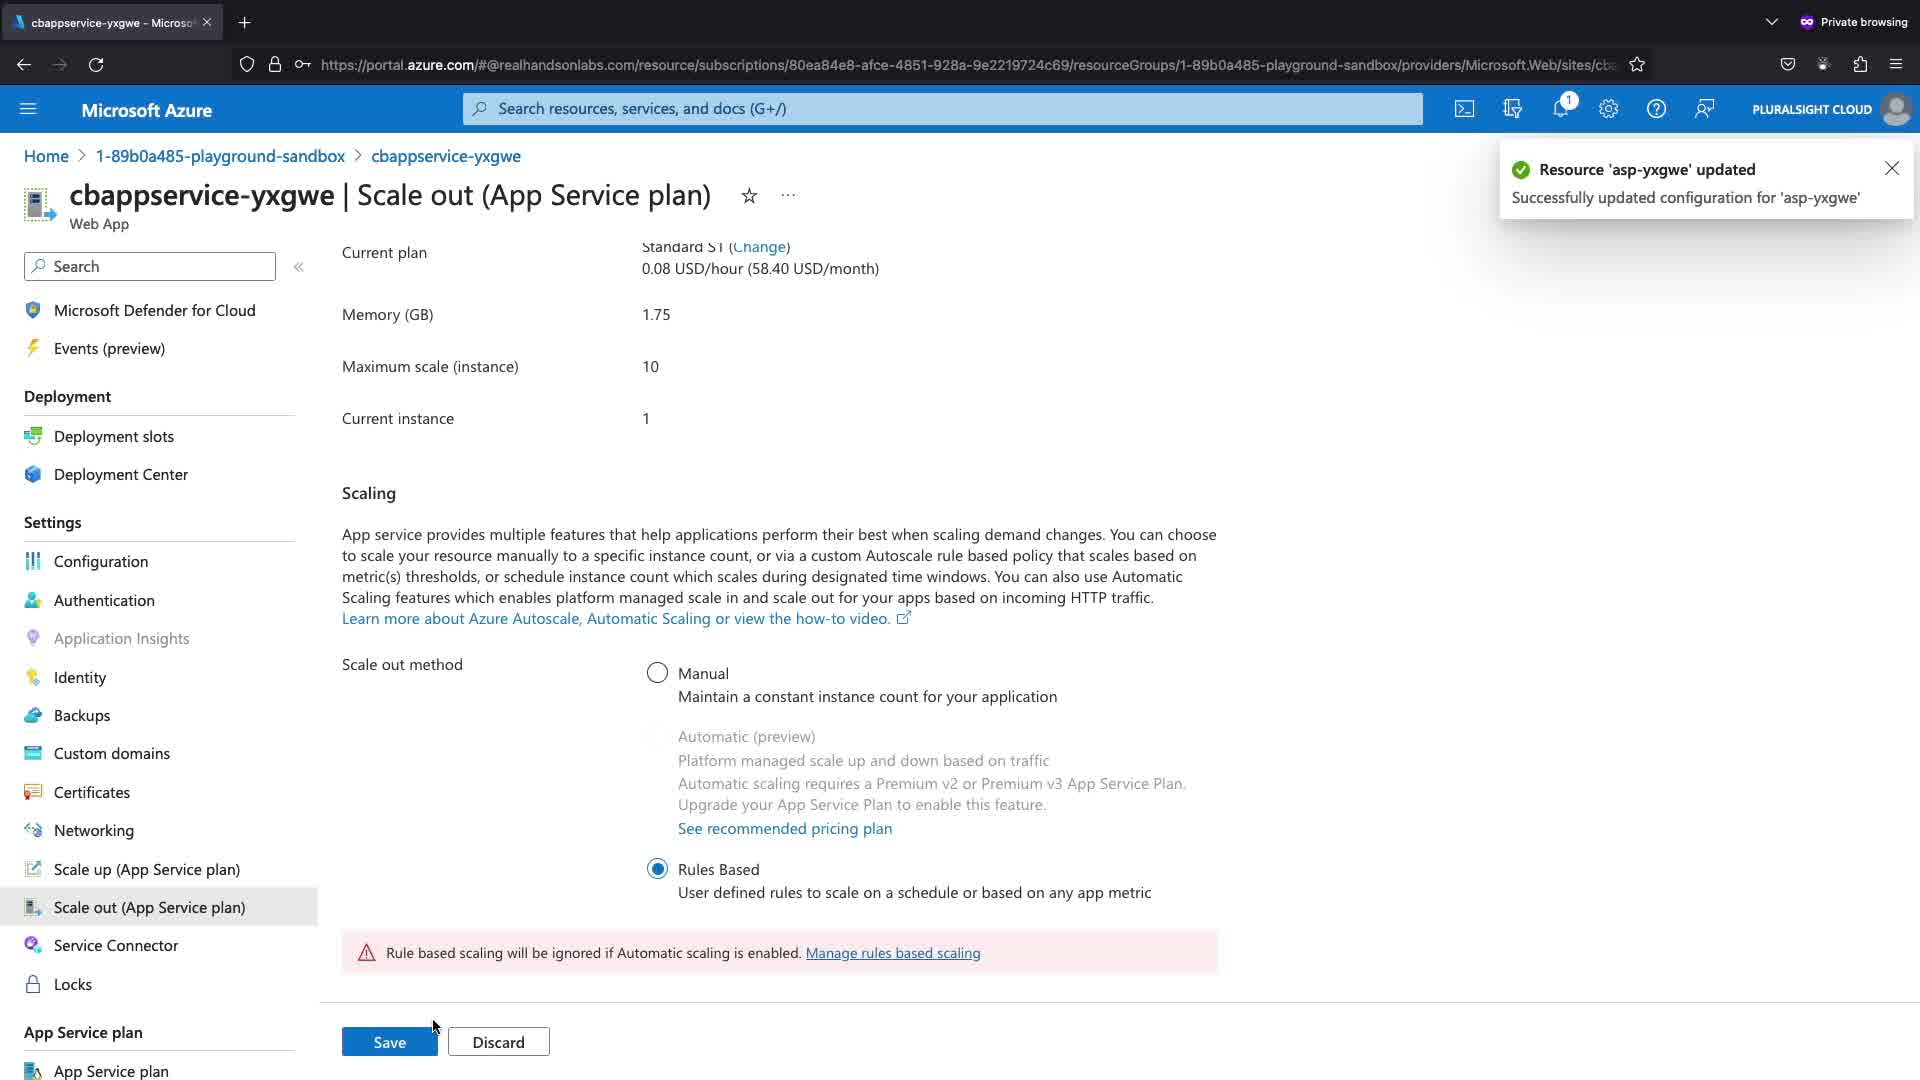 cbappservice-yxgwe - Microso
Private browsing
https://portal.azure.com/#@realhandsonlabs.com/resource/subscriptions/80ea84e8-afce-4851-928a-9e2219724c69/resourceGroups/1-89b0a485-playground-sandbox/providers/Microsoft.Web/sites/cba
Microsoft Azure
Search resources, services, and docs (G+/)
1
PLURALSIGHT CLOUD
Home > 1-89b0a485-playground-sandbox > cbappservice-yxgwe
Resource 'asp-yxgwe' updated
Successfully updated configuration for 'asp-yxgwe'
cbappservice-yxgwe | Scale out (App Service plan)
Web App
Search
Microsoft Defender for Cloud
Events (preview)
Deployment
Deployment slots
Deployment Center
Settings
Configuration
Authentication
Application Insights
Identity
Backups
Custom domains
Certificates
Networking
Scale up (App Service plan)
Scale out (App Service plan)
Service Connector
Locks
App Service plan
App Service plan
Current plan
Standard S1 (Change)
0.08 USD/hour (58.40 USD/month)
Memory (GB)
1.75
Maximum scale (instance)
10
Current instance
1
Scaling
App service provides multiple features that help applications perform their best when scaling demand changes. You can choose
to scale your resource manually to a specific instance count, or via a custom Autoscale rule based policy that scales based on
metric(s) thresholds, or schedule instance count which scales during designated time windows. You can also use Automatic
Scaling features which enables platform managed scale in and scale out for your apps based on incoming HTTP traffic.
Learn more about Azure Autoscale, Automatic Scaling or view the how-to video.
Scale out method
Manual
Maintain a constant instance count for your application
Automatic (preview)
Platform managed scale up and down based on traffic
Automatic scaling requires a Premium v2 or Premium v3 App Service Plan.
Upgrade your App Service Plan to enable this feature.
See recommended pricing plan
Rules Based
User defined rules to scale on a schedule or based on any app metric
Rule based scaling will be ignored if Automatic scaling is enabled. Manage rules based scaling
Save
Discard